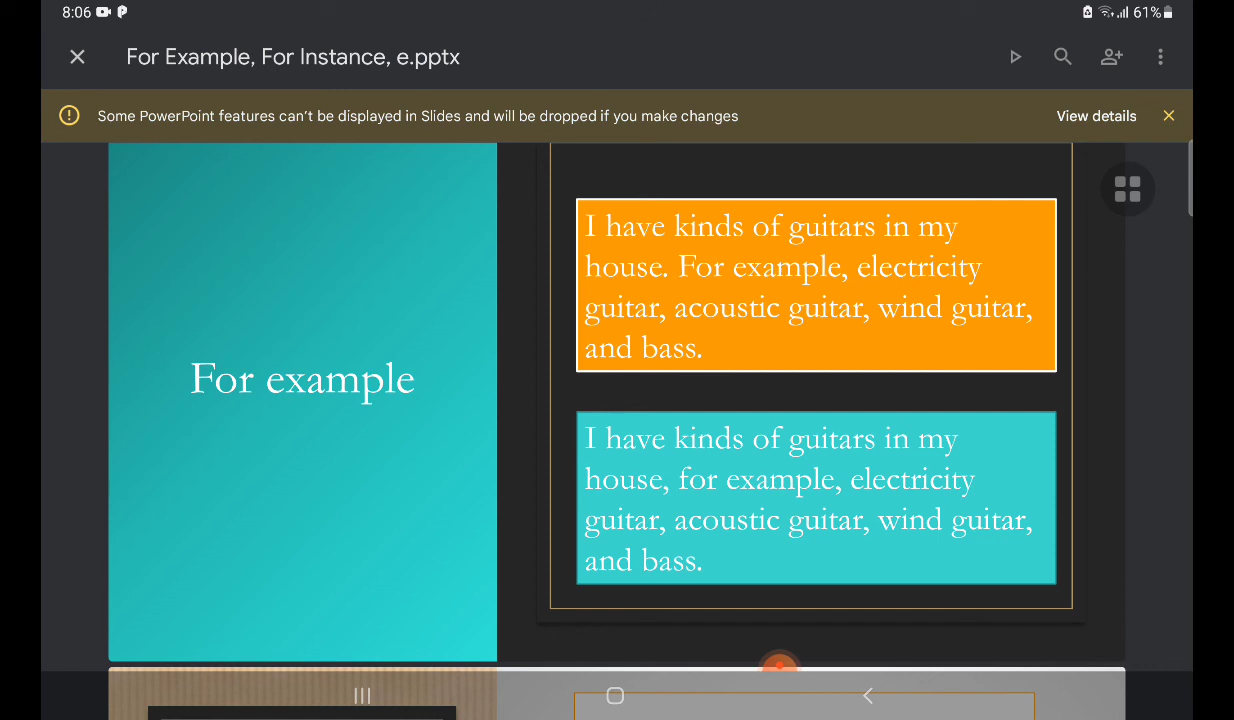 8:06
61%
For Example, For Instance, e.pptx
Some PowerPoint features can't be displayed in Slides and will be dropped if you make changes
View details
For example
I have kinds of guitars in my
house. For example, electricity
guitar, acoustic guitar, wind guitar,
and bass.
I have kinds of guitars in my
house, for example, electricity
guitar, acoustic guitar, wind guitar,
and bass.